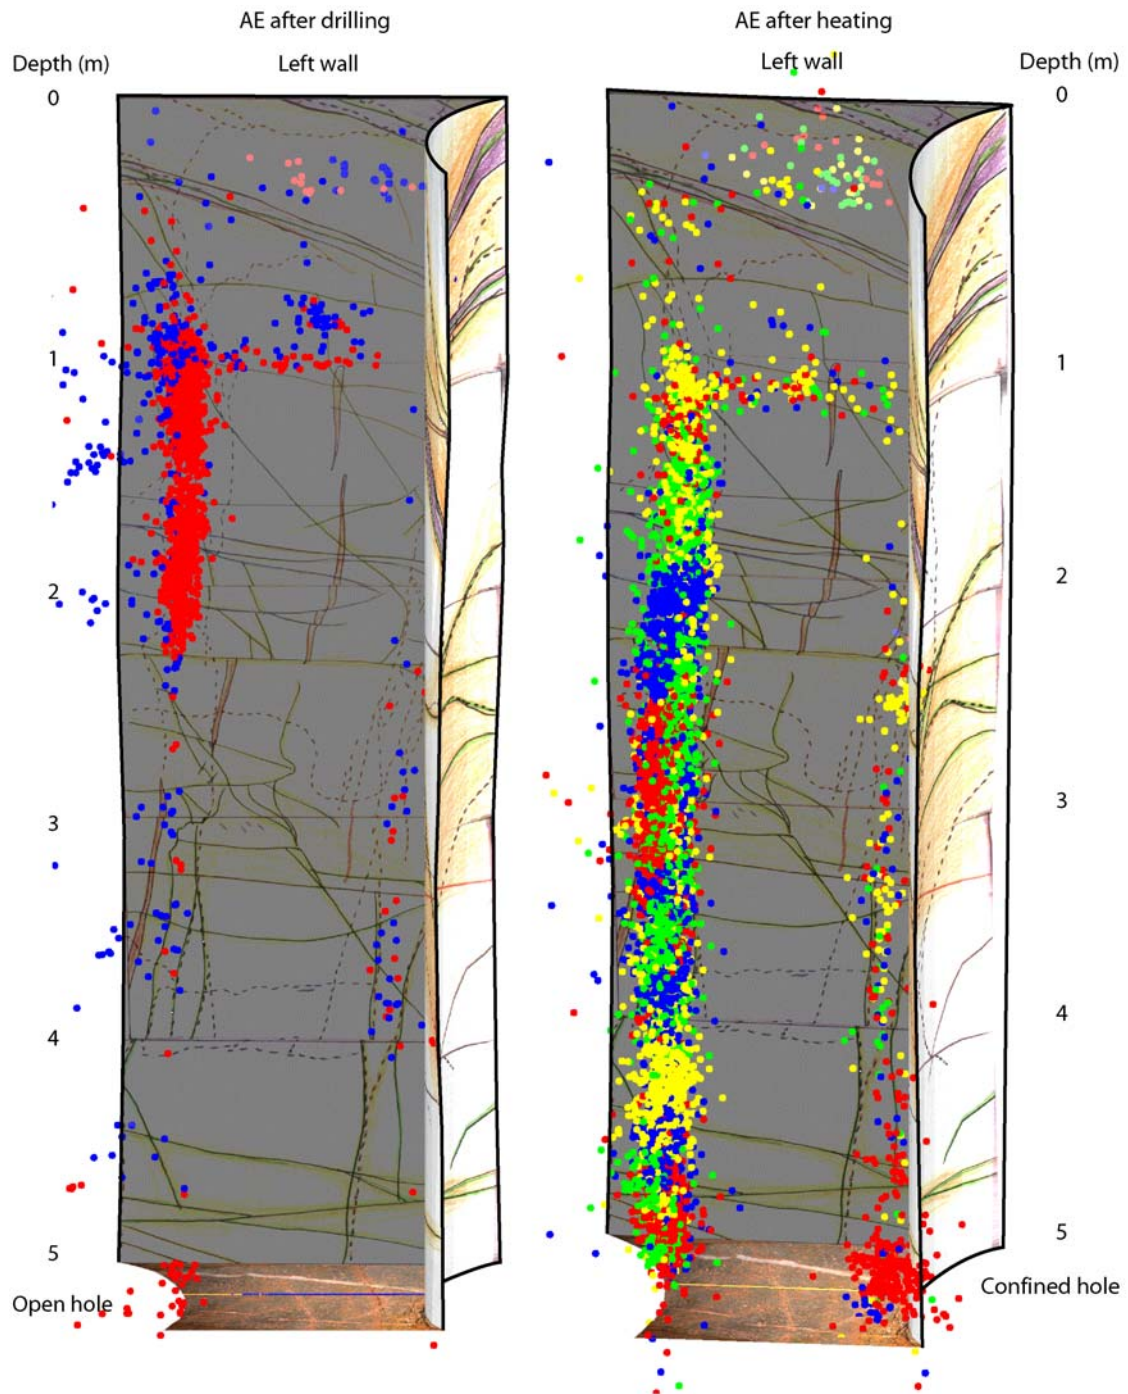 AE after drilling
AE after heating
Depth (m)
Left wall
Left wall
Depth (m)
0
0
1
1
2
2
3
3
4
4
5
5
Open hole
Confined hole